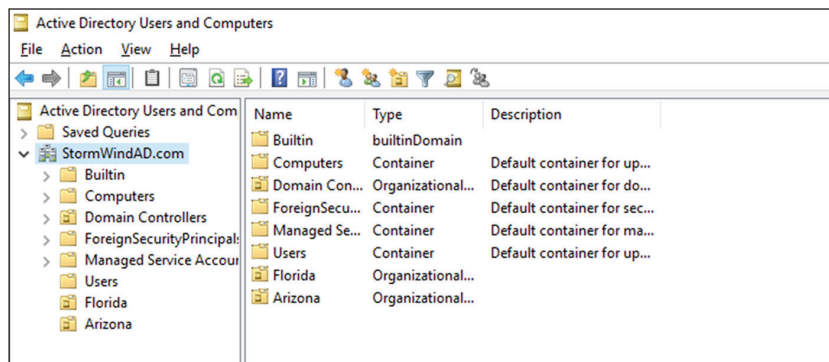 Active Directory Users and Computers
File Action View Help
Active Directory Users and Com
Saved Queries
StormWindAD.com
Builtin
Computers
Domain Controllers
ForeignSecurityPrincipals
Managed Service Accour
Users
Florida
Arizona
Name Type Description
Builtin builtinDomain
Computers Container Default container for up...
Domain Con... Organizational... Default container for do...
ForeignSecu... Container Default container for sec...
Managed Se... Container Default container for ma...
Users Container Default container for up...
Florida Organizational...
Arizona Organizational...